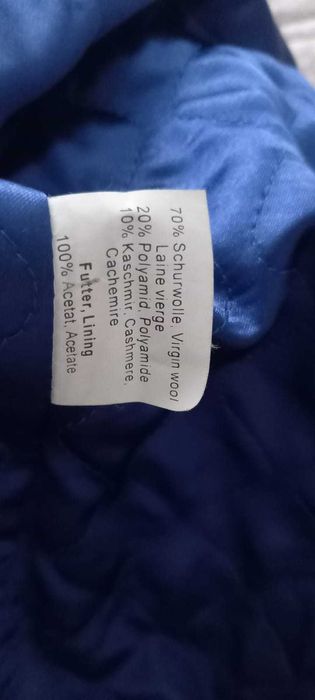 70% Schurwolle, Virgin wool
Laine vierge
20% Polyamid, Polyamide
10% Kaschmir, Cashmere,
Cachemire
Futter, Lining
100% Acetat, Acetate